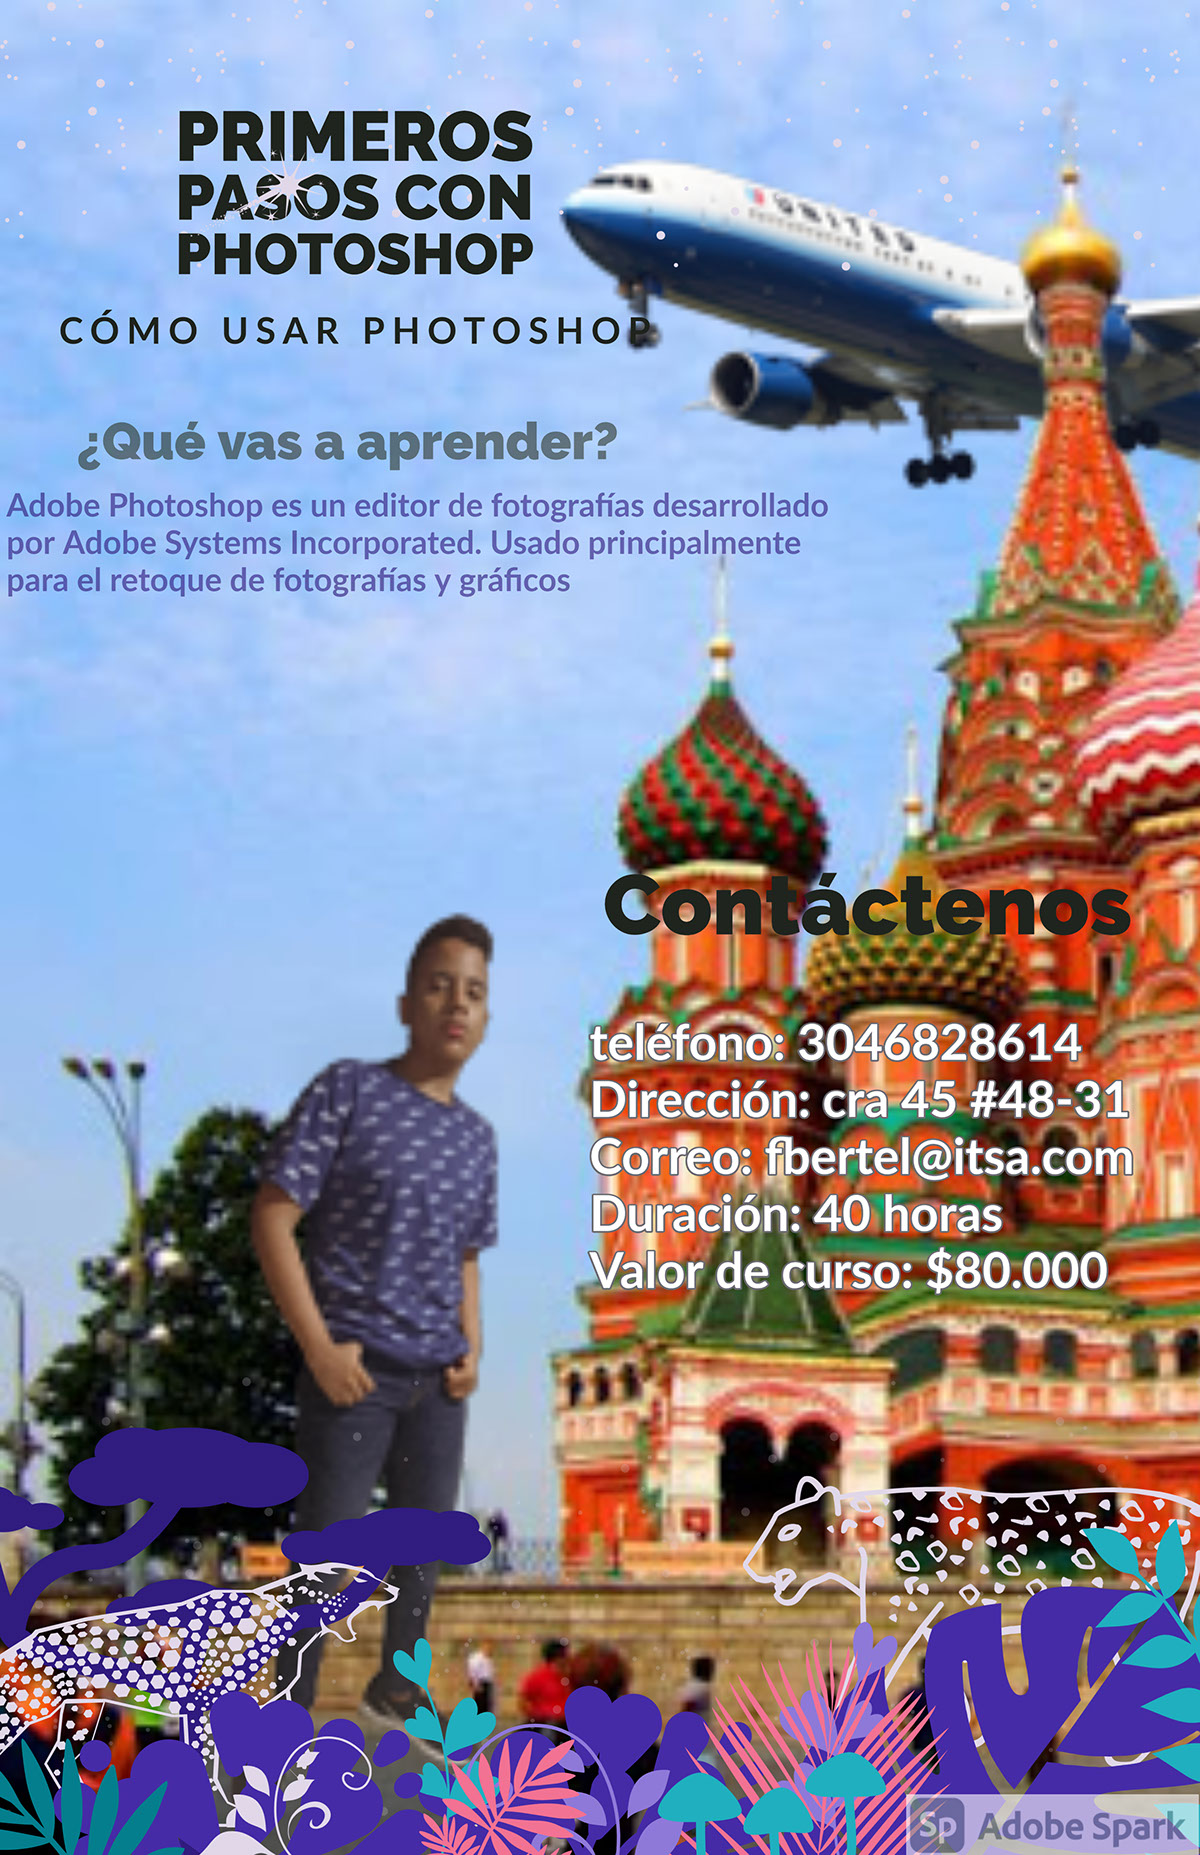 PRIMEROS
PASOS CON
PHOTOSHOP
CÓMO USAR PHOTOSHOP
UNITED
¿Qué vas a aprender?
Adobe Photoshop es un editor de fotografías desarrollado
por Adobe Systems Incorporated. Usado principalmente
para el retoque de fotografías y gráficos
Contáctenos
teléfono: 3046828614
Dirección: cra 45 #48-31
Correo: fbertel@itsa.com
Duración: 40 horas
Valor de curso: $80.000
Sp Adobe Spark